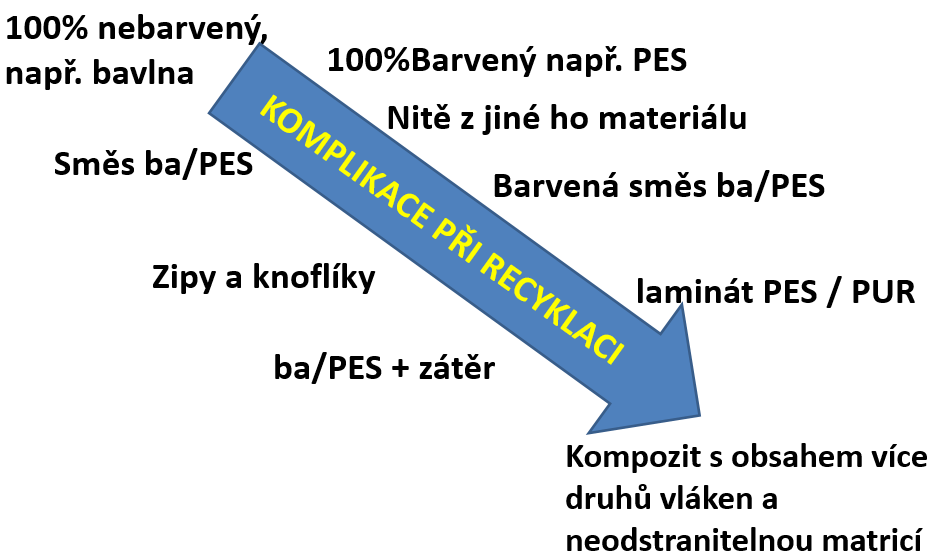 100% nebarvený,
např. bavlna
100%Barvený např. PES
Nitě z jiné ho materiálu
Směs ba/PES
Barvená směs ba/PES
KOMPLIKACE PŘI RECYKLACI
Zipy a knoflíky
laminát PES / PUR
ba/PES + zátěr
Kompozit s obsahem více
druhů vláken a
neodstranitelnou matricí